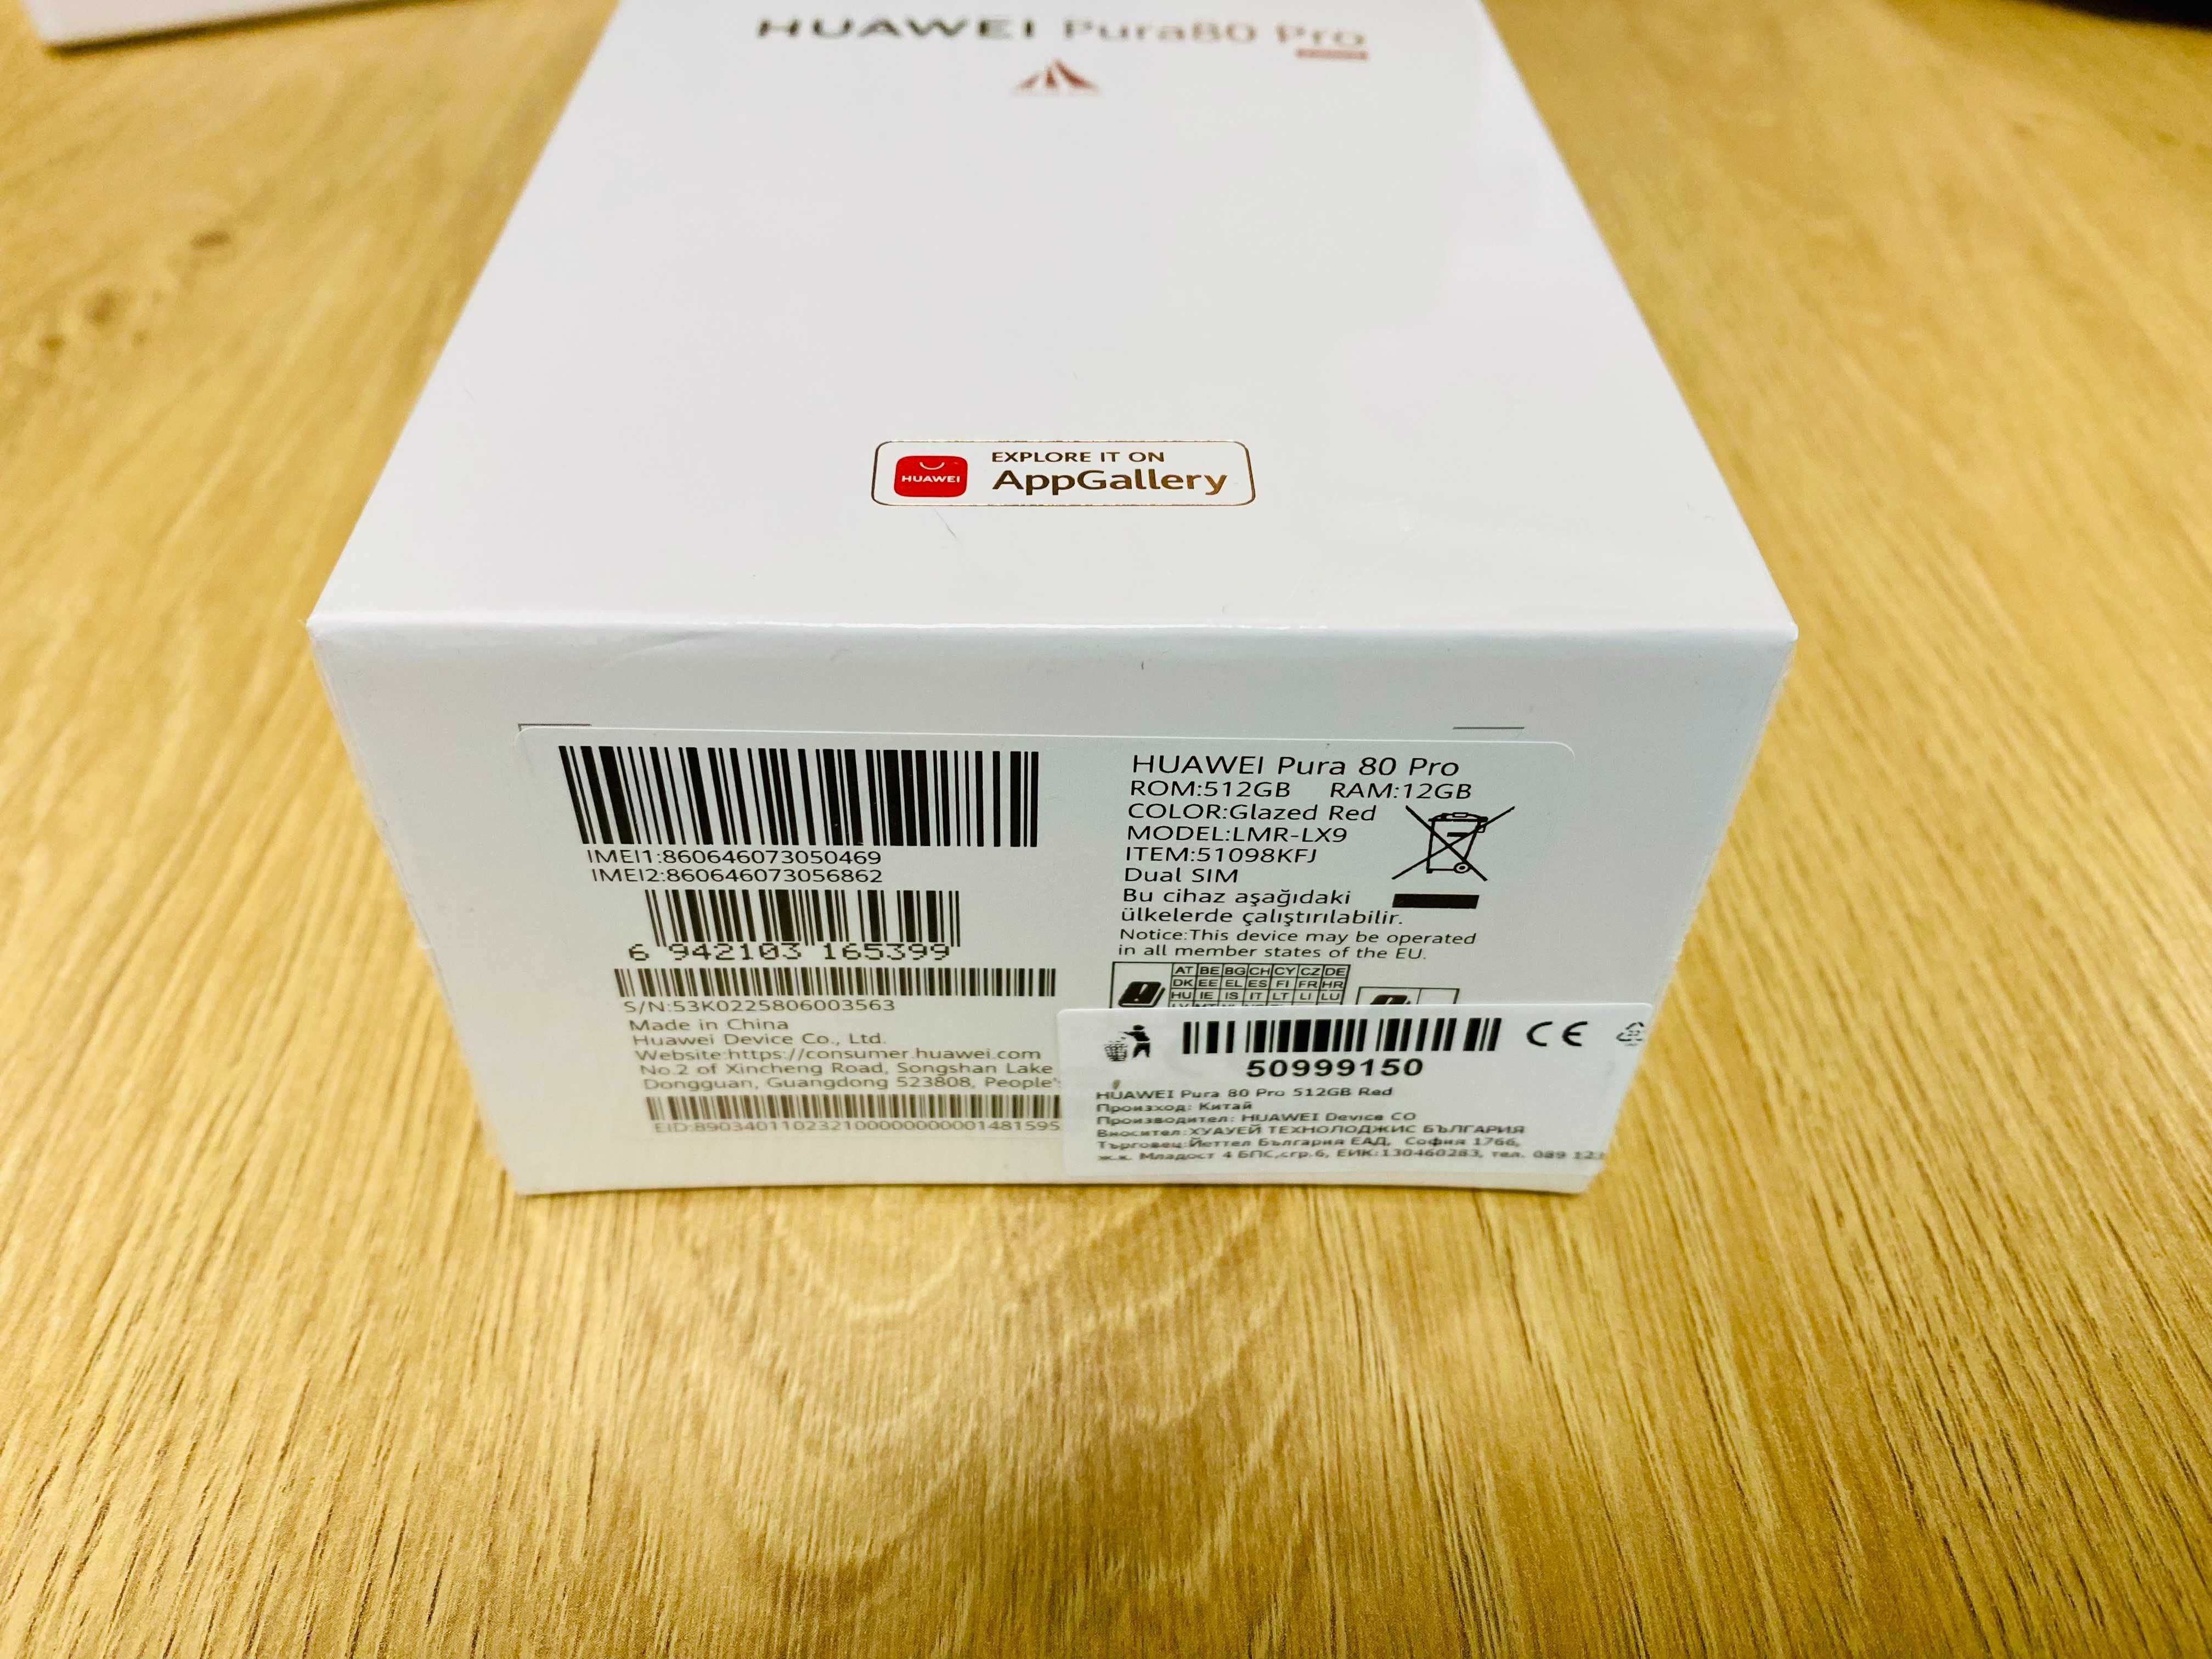 HUAWEI Pura80 Pro
EXPLORE IT ON
HUAWEI AppGallery
IMEI1:860646073050469
IMEI2:860646073056862
6 942103 165399
S/N:53K0225806003563
Made in China
Huawei Device Co., Ltd.
Website:https://consumer.huawei.com
No.2 of Xincheng Road, Songshan Lake
Dongguan, Guangdong 523808, People'
EID:89034011023210000000000001481595
HUAWEI Pura 80 Pro
ROM:512GB RAM:12GB
COLOR:Glazed Red
MODEL:LMR-LX9
ITEM:51098KFJ
Dual SIM
Bu cihaz aşağıdaki
ülkelerde çalıştırılabilir.
Notice:This device may be operated
in all member states of the EU.
AT BE BG CH CY CZ DE
DK EE EL ES FI FR HR
HU IE IS IT LT LI LU
CE
50999150
HUAWEI Pura 80 Pro 512GB Red
Произход: Китай
Производител: HUAWEI Device CO
Вносител:ХУАУЕЙ ТЕХНОЛОДЖИС БЪЛГАРИЯ
Търговец:Йеттел България ЕАД, София 1766,
ж.к. Младост 4 БПС,сгр.6, ЕИК:130460283, тел. 089 123